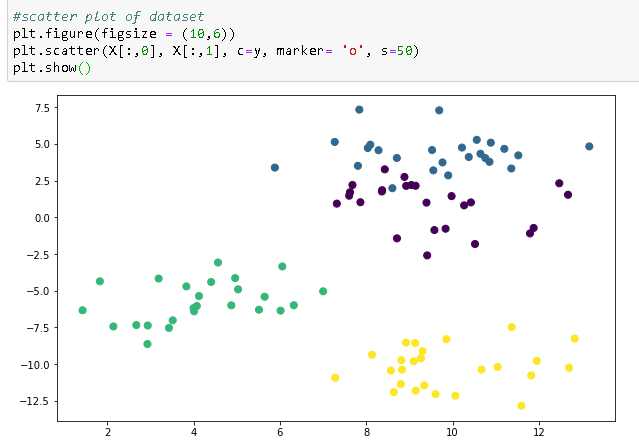 #scatter plot of dataset
plt.figure(figsize = (10,6))
plt.scatter(X[:,0], X[:,1], c=y, marker= 'o', s=50)
plt.show()
7.5
5.0
2.5
0.0
−2.5
−5.0
−7.5
−10.0
−12.5
2 4 6 8 10 12